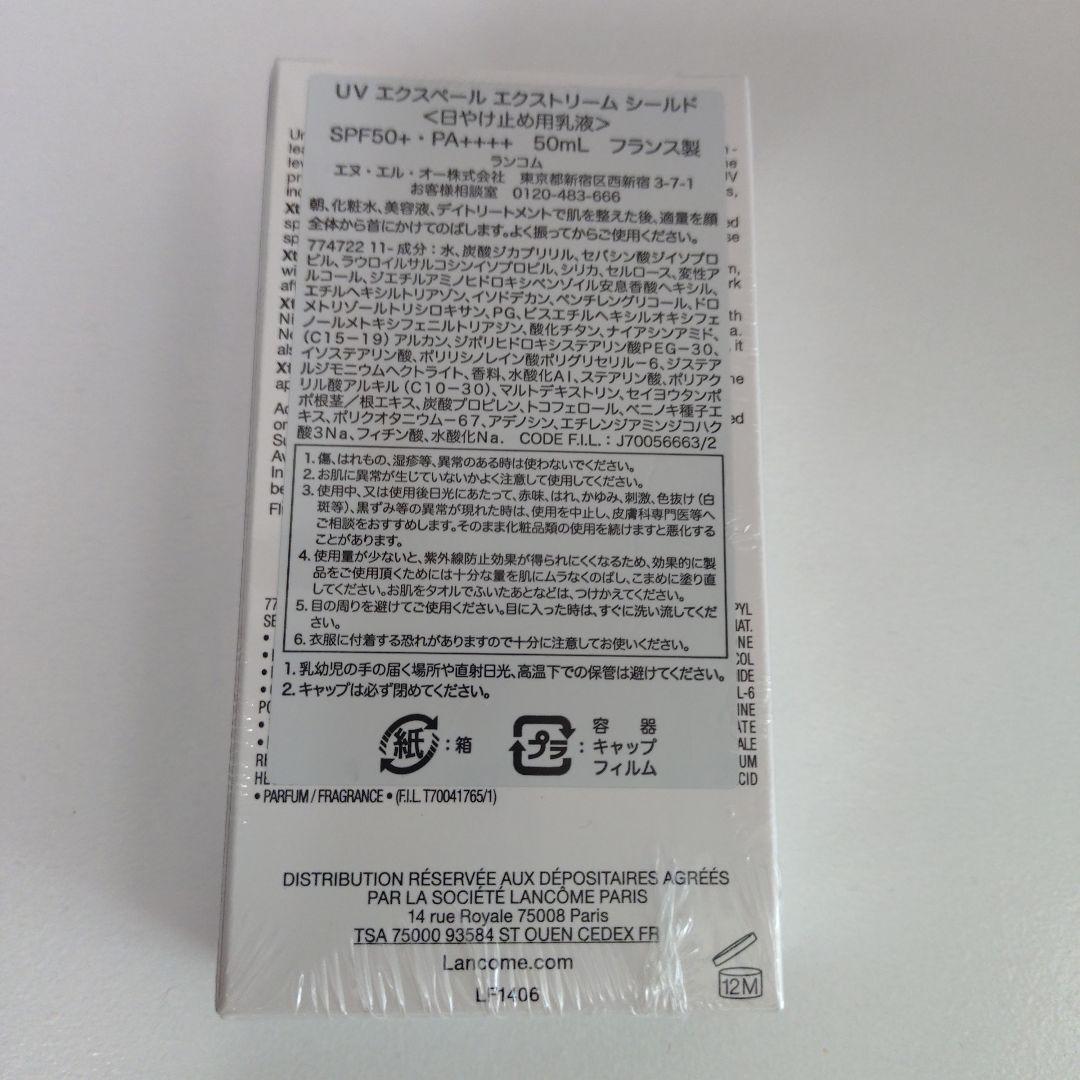 UV エクスペール エクストリーム シールド
<日やけ止め用乳液>
SPF50+・PA++++　50mL　フランス製
ランコム
エヌ・エル・オー株式会社　東京都新宿区西新宿 3-7-1
お客様相談室　0120-483-666
朝、化粧水、美容液、デイトリートメントで肌を整えた後、適量を顔
全体から首にかけてのばします。よく振ってからご使用ください。
774722 11- 成分：水、炭酸ジカプリリル、セバシン酸ジイソプロ
ピル、ラウロイルサルコシンイソプロピル、シリカ、セルロース、変性ア
ルコール、ジエチルアミノヒドロキシベンゾイル安息香酸ヘキシル、
エチルヘキシルトリアゾン、イソドデカン、ペンチレングリコール、ドロ
メトリゾールトリシロキサン、PG、ビスエチルヘキシルオキシフェ
ノールメトキシフェニルトリアジン、酸化チタン、ナイアシンアミド、
(C15-19) アルカン、ジポリヒドロキシステアリン酸PEG-30、
イソステアリン酸、ポリリシノレイン酸ポリグリセリル-6、ジステア
ルジモニウムヘクトライト、香料、水酸化Al、ステアリン酸、ポリアク
リル酸アルキル (C10-30)、マルトデキストリン、セイヨウタンポ
ポ根茎／根エキス、炭酸プロピレン、トコフェロール、ベニノキ種子エ
キス、ポリクオタニウム-67、アデノシン、エチレンジアミンジコハク
酸3Na、フィチン酸、水酸化Na.　CODE F.I.L. : J70056663/2
1. 傷、はれもの、湿疹等、異常のある時は使わないでください。
2. お肌に異常が生じていないかよく注意して使用してください。
3. 使用中、又は使用後日光にあたって、赤味、はれ、かゆみ、刺激、色抜け（白
斑等）、黒ずみ等の異常が現れた時は、使用を中止し、皮膚科専門医等へ
ご相談をおすすめします。そのまま化粧品類の使用を続けますと悪化する
ことがあります。
4. 使用量が少ないと、紫外線防止効果が得られにくくなるため、効果的に製
品をご使用頂くためには十分な量を肌にムラなくのばし、こまめに塗り直
してください。お肌をタオルでふいたあとなどは、つけかえてください。
5. 目の周りを避けてご使用ください。目に入った時は、すぐに洗い流してくださ
い。
6. 衣服に付着する恐れがありますので十分に注意してお使いください。
1. 乳幼児の手の届く場所や直射日光、高温下での保管は避けてください。
2. キャップは必ず閉めてください。
紙：箱
プラ：容器
キャップ
フィルム
• PARFUM / FRAGRANCE • (F.I.L. T70041765/1)
DISTRIBUTION RÉSERVÉE AUX DÉPOSITAIRES AGRÉÉS
PAR LA SOCIÉTÉ LANCÔME PARIS
14 rue Royale 75008 Paris
TSA 75000 93584 ST OUEN CEDEX FR
Lancome.com
LF1406
12M